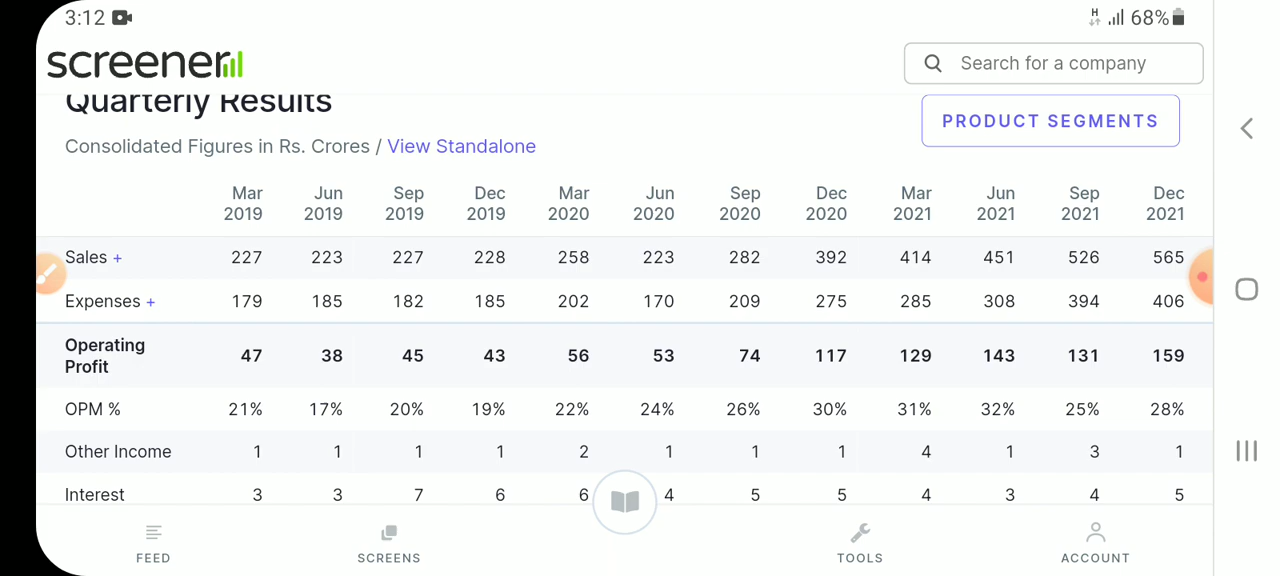 3:12
H 68%
screener
Search for a company
Quarterly Results
PRODUCT SEGMENTS
Consolidated Figures in Rs. Crores / View Standalone
Mar 2019 Jun 2019 Sep 2019 Dec 2019 Mar 2020 Jun 2020 Sep 2020 Dec 2020 Mar 2021 Jun 2021 Sep 2021 Dec 2021
Sales + 227 223 227 228 258 223 282 392 414 451 526 565
Expenses + 179 185 182 185 202 170 209 275 285 308 394 406
Operating Profit 47 38 45 43 56 53 74 117 129 143 131 159
OPM % 21% 17% 20% 19% 22% 24% 26% 30% 31% 32% 25% 28%
Other Income 1 1 1 1 2 1 1 1 4 1 3 1
Interest 3 3 7 6 6 4 5 5 4 3 4 5
FEED SCREENS TOOLS ACCOUNT